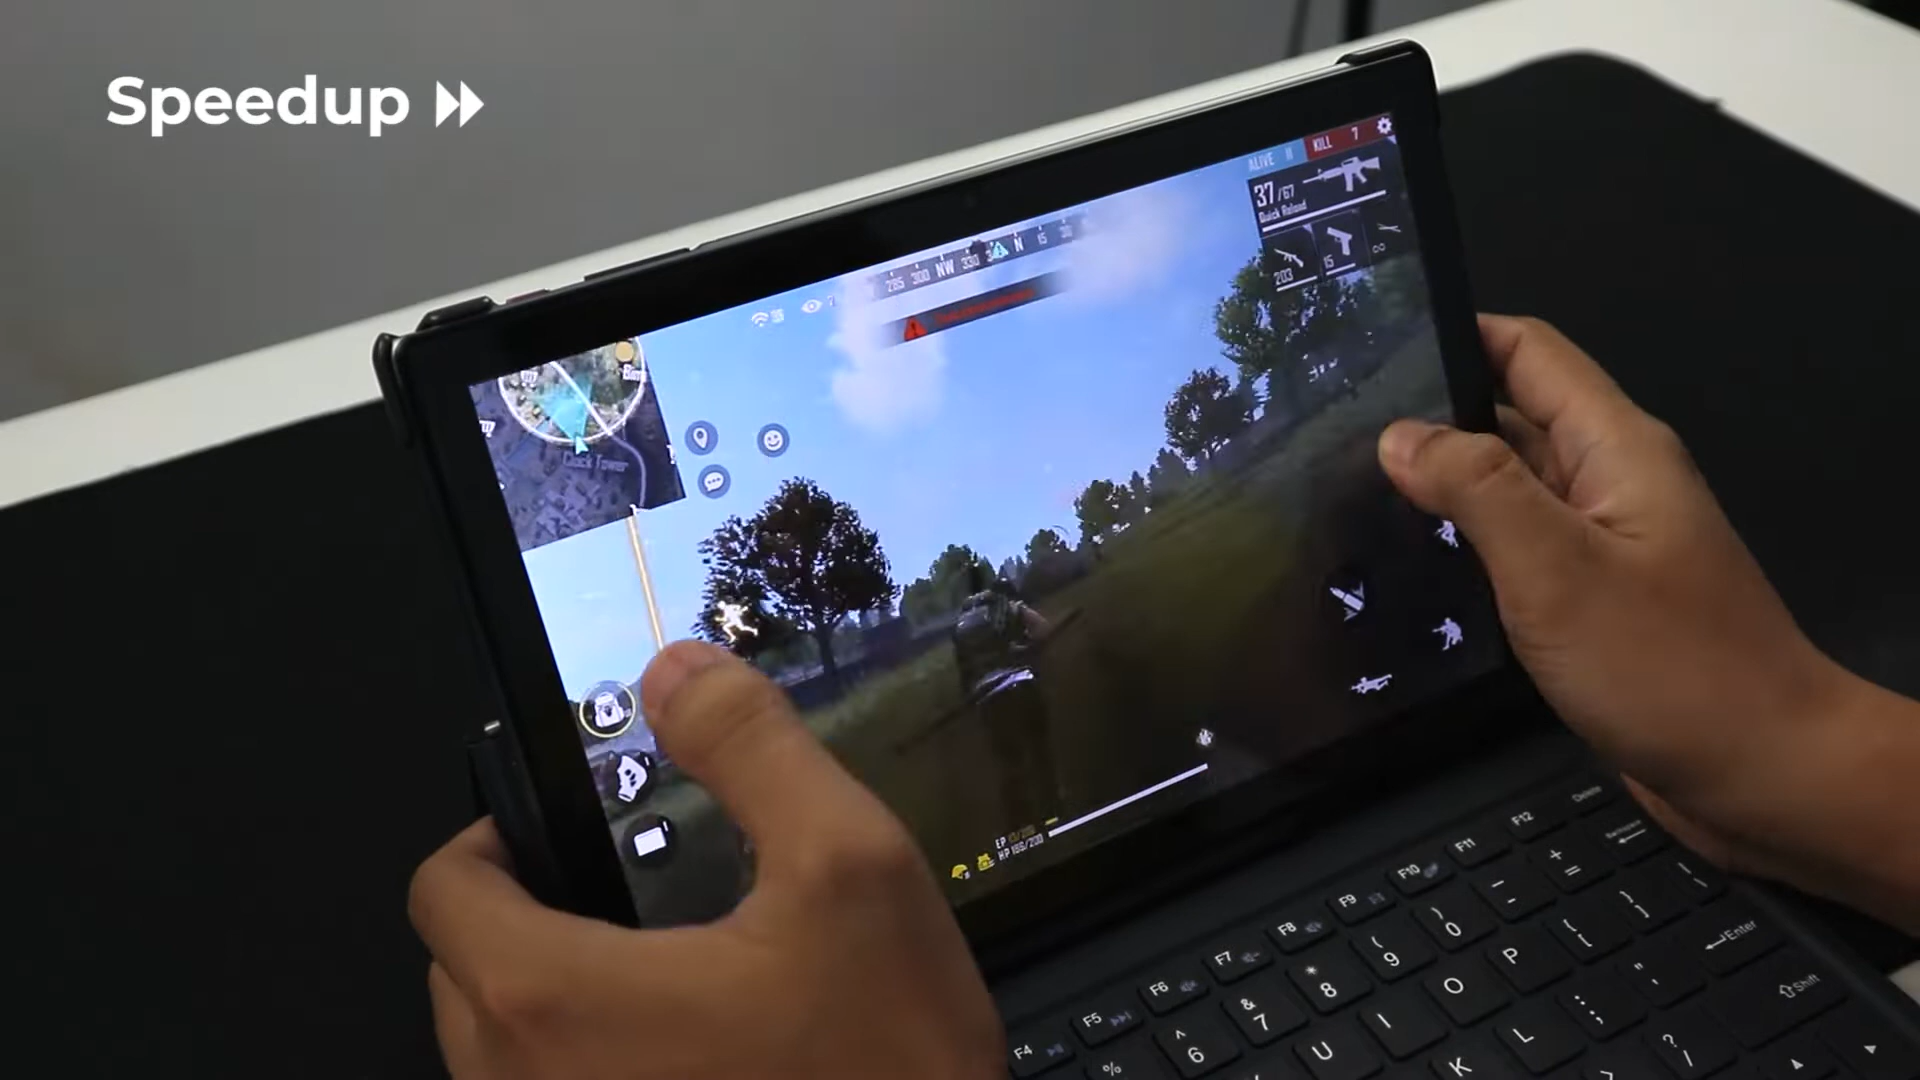 Speedup
ALIVE
KILL 7
37/67
Quick Reload
285 300 NW 330 N 15 30
203
15
Clock Tower
EP
HP 186/200
Delete
F12
Backspace
F11
F10
F9
F8
F7
F6
F5
F4
+ =
- _
) 0
( 9
* 8
& 7
^ 6
%
\ |
} ]
{ [
P
O
I
U
Enter
" '
: ;
L
K
Shift
? /